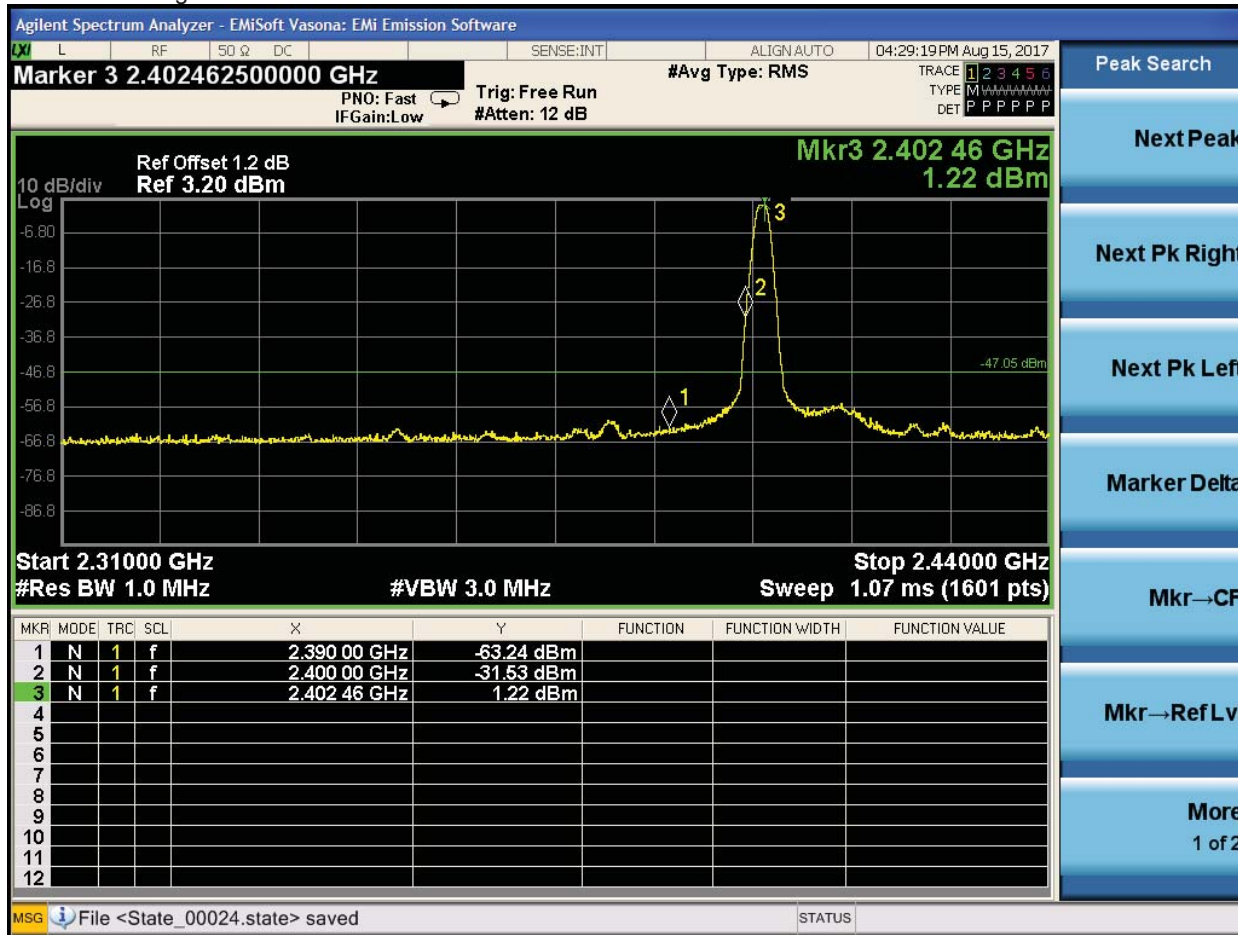 Agilent Spectrum Analyzer - EMiSoft Vasona: EMi Emission Software
LXI L RF 50 Ω DC SENSE:INT ALIGNAUTO 04:29:19 PM Aug 15, 2017
Marker 3 2.402462500000 GHz
PNO: Fast
IFGain:Low
Trig: Free Run
#Atten: 12 dB
#Avg Type: RMS
TRACE 1 2 3 4 5 6
TYPE M
DET P P P P P P
Peak Search
Next Peak
Next Pk Right
Next Pk Left
Marker Delta
Mkr→CF
Mkr→Ref Lv
More
1 of 2
Ref Offset 1.2 dB
10 dB/div Ref 3.20 dBm
Log
Mkr3 2.402 46 GHz
1.22 dBm
-6.80
-16.8
-26.8
-36.8
-46.8
-56.8
-66.8
-76.8
-86.8
3
2
1
-47.05 dBm
Start 2.31000 GHz Stop 2.44000 GHz
#Res BW 1.0 MHz #VBW 3.0 MHz Sweep 1.07 ms (1601 pts)
MKR MODE TRC SCL X Y FUNCTION FUNCTION WIDTH FUNCTION VALUE
1 N 1 f 2.390 00 GHz -63.24 dBm
2 N 1 f 2.400 00 GHz -31.53 dBm
3 N 1 f 2.402 46 GHz 1.22 dBm
4
5
6
7
8
9
10
11
12
MSG File <State_00024.state> saved STATUS